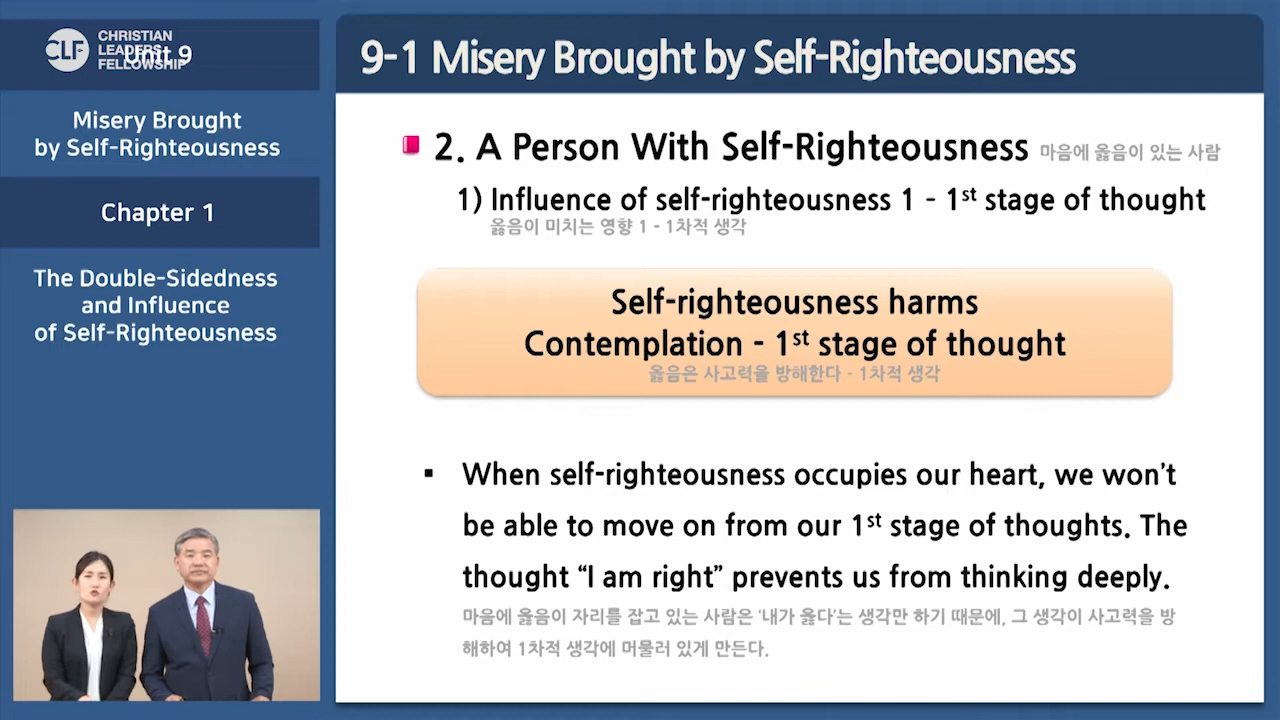 CLF
CHRISTIAN
LEADERS
FELLOWSHIP
Unit 9
Misery Brought
by Self-Righteousness
Chapter 1
The Double-Sidedness
and Influence
of Self-Righteousness
9-1 Misery Brought by Self-Righteousness
2. A Person With Self-Righteousness 마음에 옳음이 있는 사람
1) Influence of self-righteousness 1 - 1st stage of thought
옳음이 미치는 영향 1 - 1차적 생각
Self-righteousness harms
Contemplation - 1st stage of thought
옳음은 사고력을 방해한다 - 1차적 생각
▪ When self-righteousness occupies our heart, we won't
be able to move on from our 1st stage of thoughts. The
thought “I am right” prevents us from thinking deeply.
마음에 옳음이 자리를 잡고 있는 사람은 ‘내가 옳다’는 생각만 하기 때문에, 그 생각이 사고력을 방
해하여 1차적 생각에 머물러 있게 만든다.